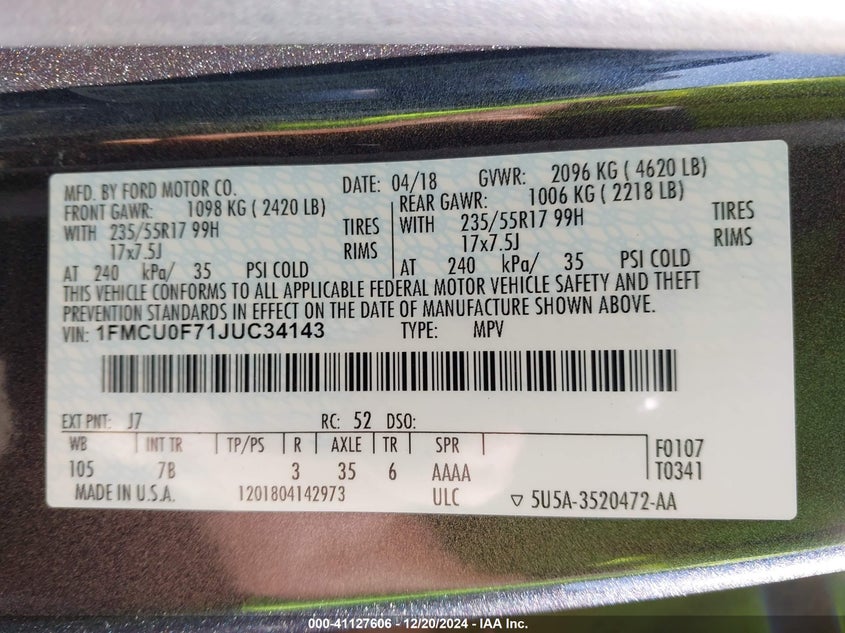 MFD. BY FORD MOTOR CO. DATE: 04/18 GVWR: 2096 KG ( 4620 LB)
FRONT GAWR: 1098 KG ( 2420 LB) REAR GAWR: 1006 KG ( 2218 LB)
WITH 235/55R17 99H TIRES WITH 235/55R17 99H TIRES
17x7.5J RIMS 17x7.5J RIMS
AT 240 kPa/ 35 PSI COLD AT 240 kPa/ 35 PSI COLD
THIS VEHICLE CONFORMS TO ALL APPLICABLE FEDERAL MOTOR VEHICLE SAFETY AND THEFT
PREVENTION STANDARDS IN EFFECT ON THE DATE OF MANUFACTURE SHOWN ABOVE.
VIN: 1FMCU0F71JUC34143 TYPE: MPV
EXT PNT: J7 RC: 52 DSO:
WB INT TR TP/PS R AXLE TR SPR F0107
105 7B 3 35 6 AAAA T0341
MADE IN U.S.A. 1201804142973 ULC ▽ 5U5A-3520472-AA
000-41127606 - 12/20/2024 - IAA Inc.